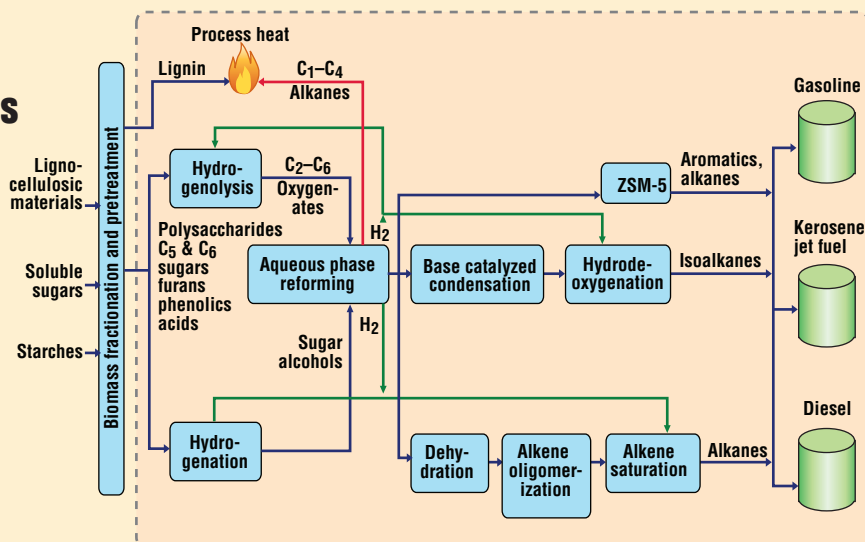 S
Process heat
Lignin
C₁–C₄
Alkanes
Ligno-
cellulosic
materials
Soluble
sugars
Starches
Biomass fractionation and pretreatment
Hydro-
genolysis
C₂–C₆
Oxygen-
ates
Polysaccharides
C₅ & C₆
sugars
furans
phenolics
acids
H₂
Aqueous phase
reforming
H₂
Sugar
alcohols
Hydro-
genation
Base catalyzed
condensation
Hydrode-
oxygenation
Isoalkanes
ZSM-5
Aromatics,
alkanes
Dehy-
dration
Alkene
oligomer-
ization
Alkene
saturation
Alkanes
Gasoline
Kerosene
jet fuel
Diesel